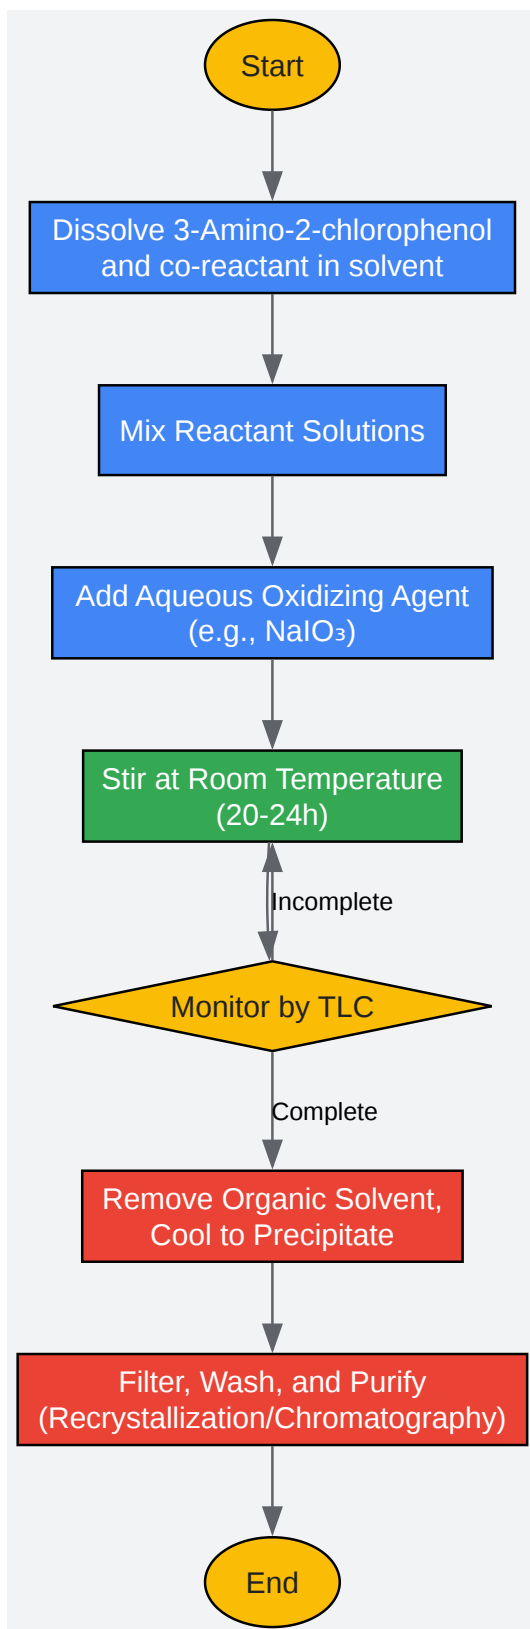 Start
Dissolve 3-Amino-2-chlorophenol
and co-reactant in solvent
Mix Reactant Solutions
Add Aqueous Oxidizing Agent
(e.g., NaIO₃)
Stir at Room Temperature
(20-24h)
Incomplete
Monitor by TLC
Complete
Remove Organic Solvent,
Cool to Precipitate
Filter, Wash, and Purify
(Recrystallization/Chromatography)
End